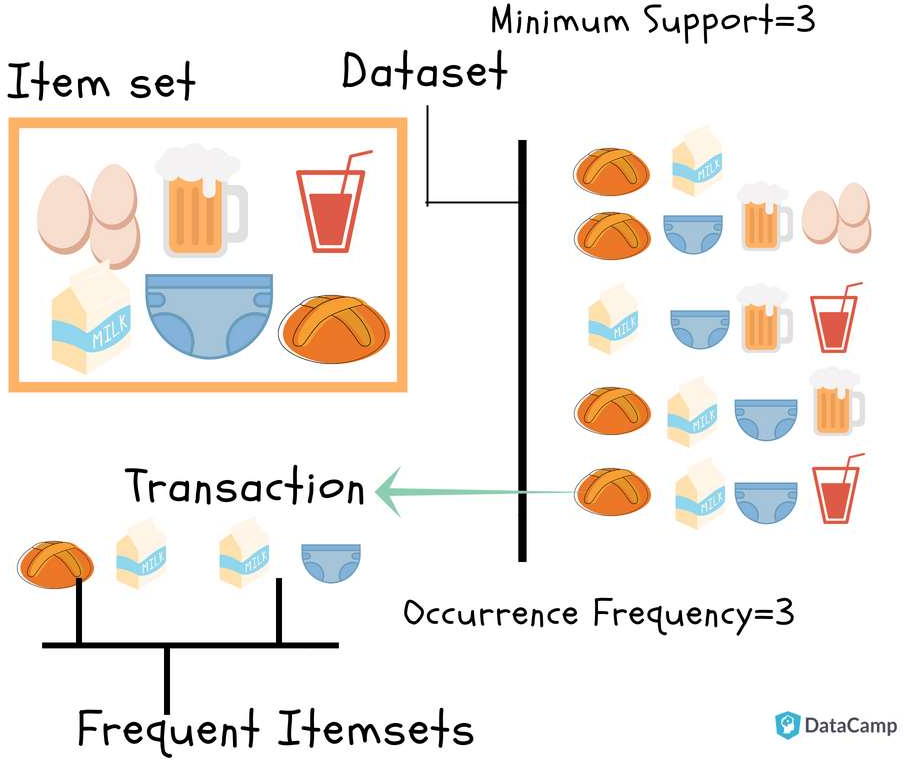 Minimum Support=3
Item set
Dataset
MILK
MILK
MILK
MILK
MILK
Transaction
MILK
MILK
Occurrence Frequency=3
Frequent Itemsets
DataCamp